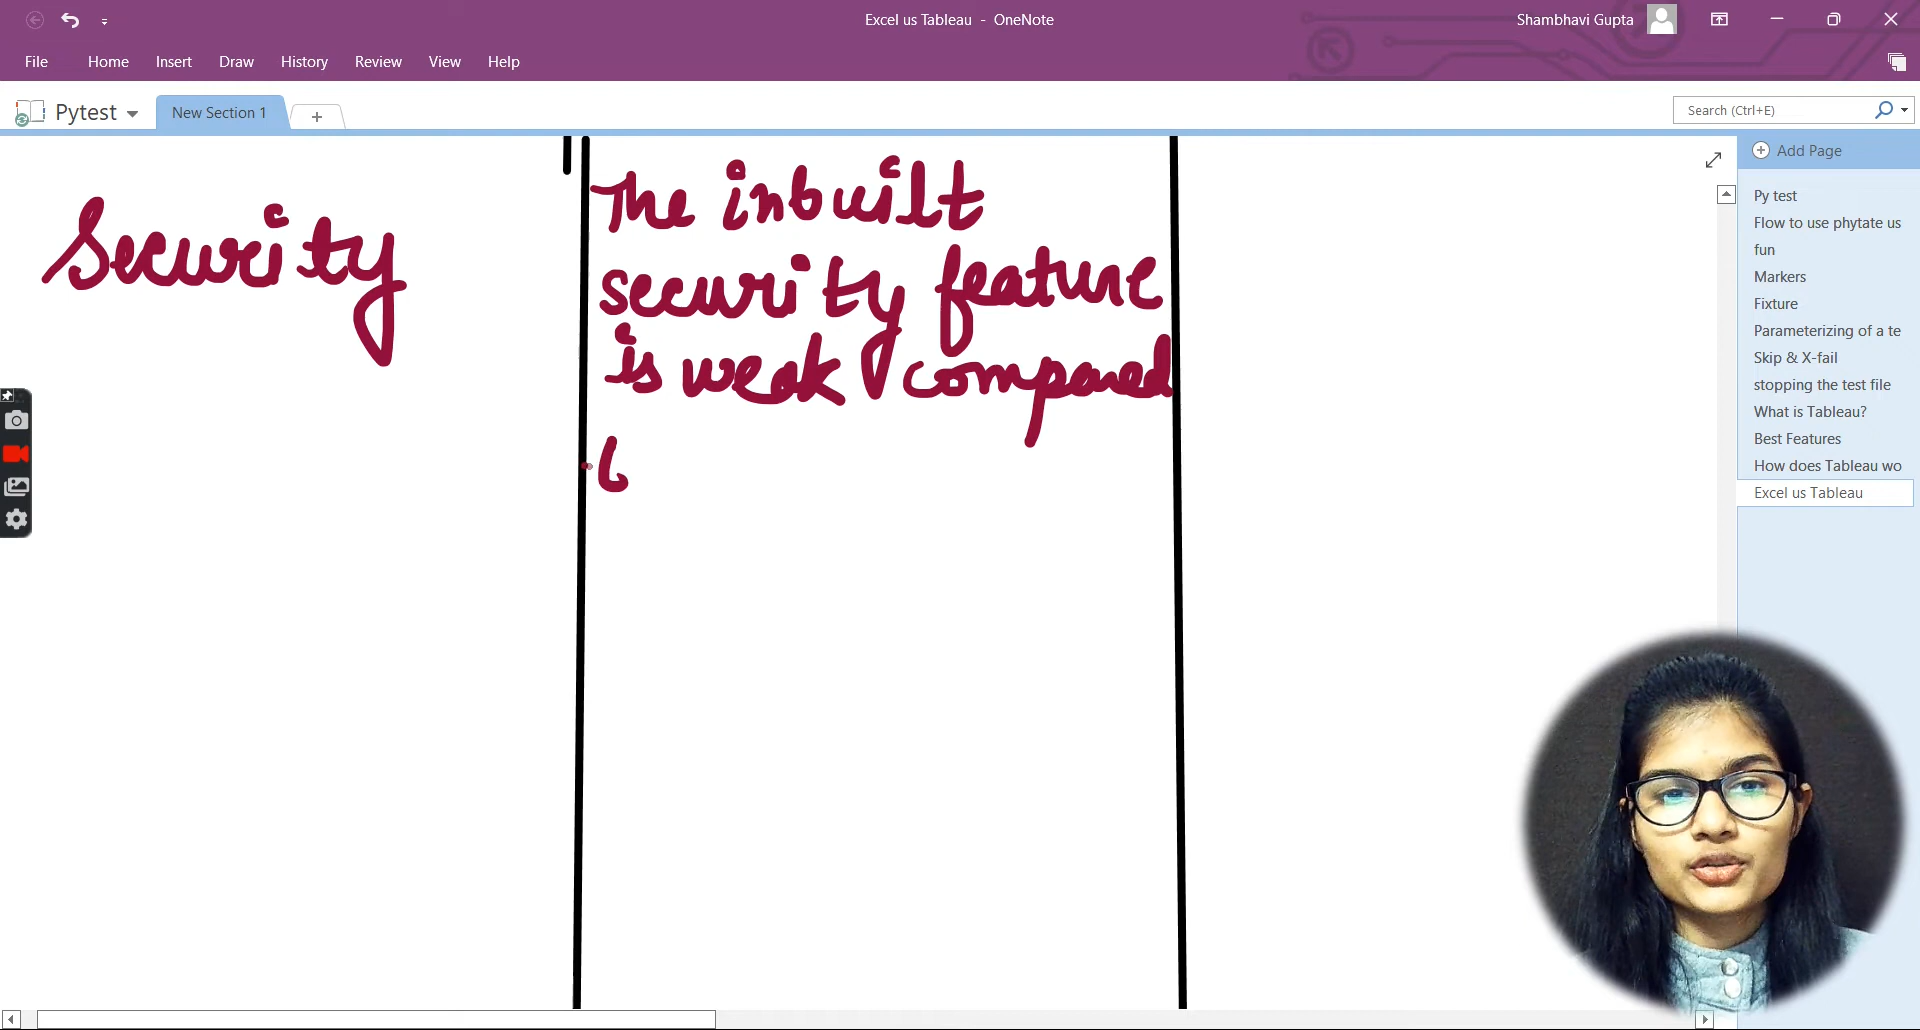 Excel us Tableau - OneNote
Shambhavi Gupta
File Home Insert Draw History Review View Help
Pytest
New Section 1
+
Search (Ctrl+E)
Security
The inbuilt
security feature
is weak compared
Add Page
Py test
Flow to use phytate us
fun
Markers
Fixture
Parameterizing of a te
Skip & X-fail
stopping the test file
What is Tableau?
Best Features
How does Tableau wo
Excel us Tableau